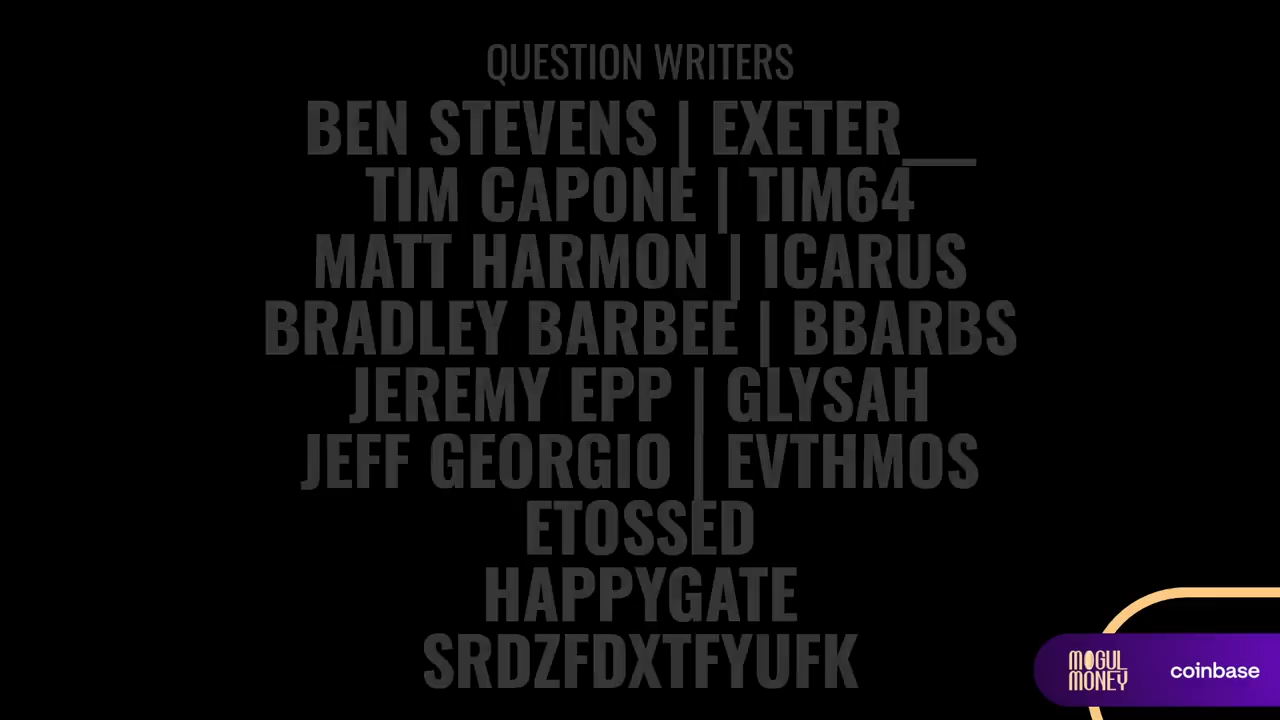 QUESTION WRITERS
BEN STEVENS | EXETER__
TIM CAPONE | TIM64
MATT HARMON | ICARUS
BRADLEY BARBEE | BBARBS
JEREMY EPP | GLYSAH
JEFF GEORGIO | EVTHMOS
ETOSSED
HAPPYGATE
SRDZFDXTFYUFK
MOGUL
MONEY
coinbase